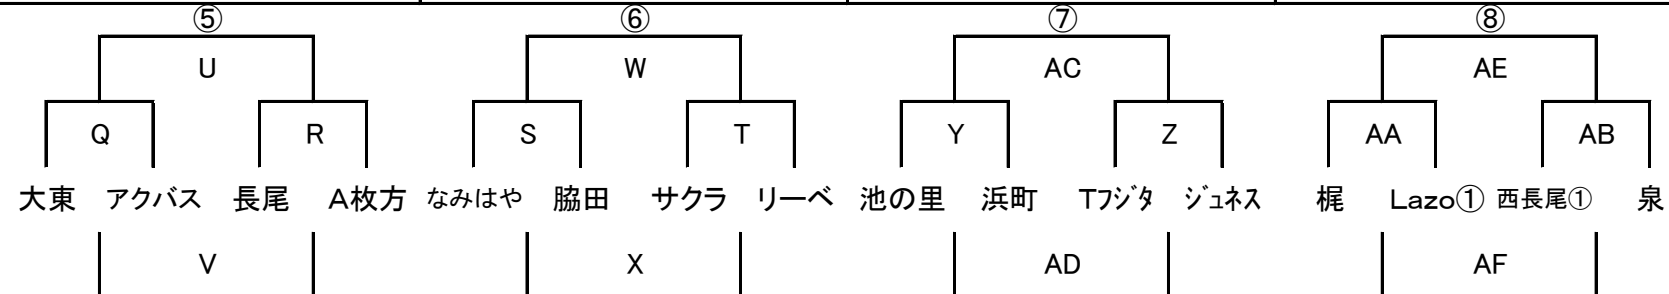 ⑤ ⑥ ⑦ ⑧
U W AC AE
Q R S T Y Z AA AB
大東 アクバス 長尾 A枚方 なみはや 脇田 サクラ リーベ 池の里 浜町 Tフジタ ジュネス 梶 Lazo① 西長尾① 泉
V X AD AF